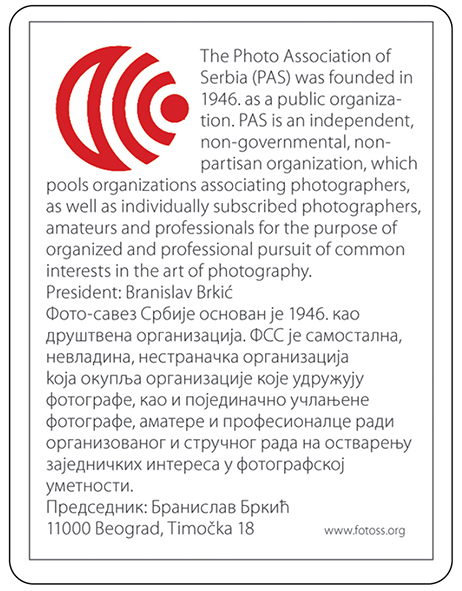 The Photo Association of
Serbia (PAS) was founded in
1946. as a public organiza-
tion. PAS is an independent,
non-governmental, non-
partisan organization, which
pools organizations associating photographers,
as well as individually subscribed photographers,
amateurs and professionals for the purpose of
organized and professional pursuit of common
interests in the art of photography.
President: Branislav Brkić
Фото-савез Србије основан је 1946. као
друштвена организација. ФСС је самостална,
невладина, нестраначка организација
која окупља организације које удружују
фотографе, као и појединачно учлањене
фотографе, аматере и професионалце ради
организованог и стручног рада на остварењу
заједничких интереса у фотографској
уметности.
Председник: Бранислав Бркић
11000 Beograd, Timočka 18
www.fotoss.org